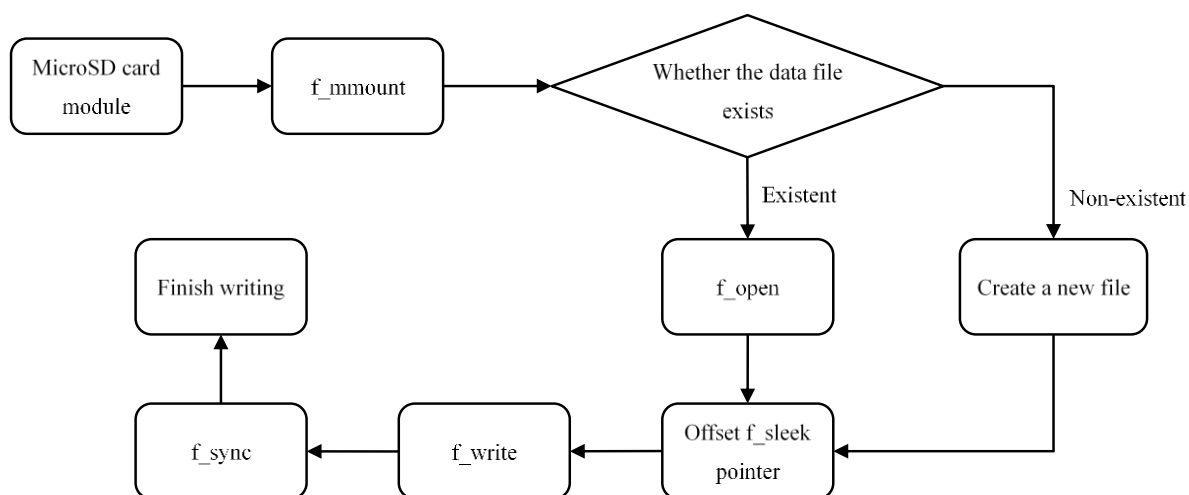 MicroSD card
module
f_mmount
Whether the data file
exists
Existent
Non-existent
Finish writing
f_open
Create a new file
f_sync
f_write
Offset f_sleek
pointer